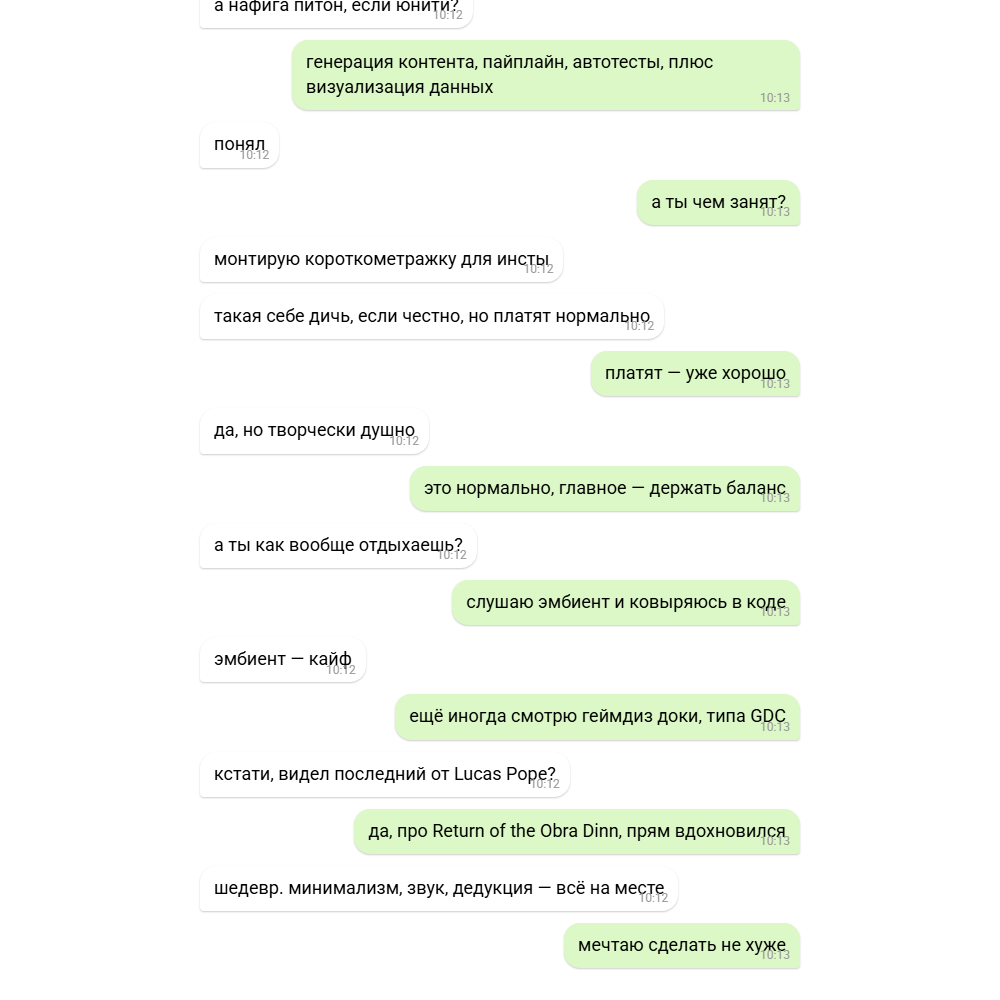 а нафига питон, если юнити?
10:12
генерация контента, пайплайн, автотесты, плюс
визуализация данных
10:13
понял
10:12
а ты чем занят?
10:13
монтирую короткометражку для инсты
10:12
такая себе дичь, если честно, но платят нормально
10:12
платят — уже хорошо
10:13
да, но творчески душно
10:12
это нормально, главное — держать баланс
10:13
а ты как вообще отдыхаешь?
10:12
слушаю эмбиент и ковыряюсь в коде
10:13
эмбиент — кайф
10:12
ещё иногда смотрю геймдиз доки, типа GDC
10:13
кстати, видел последний от Lucas Pope?
10:12
да, про Return of the Obra Dinn, прям вдохновился
10:13
шедевр. минимализм, звук, дедукция — всё на месте
10:12
мечтаю сделать не хуже
10:13